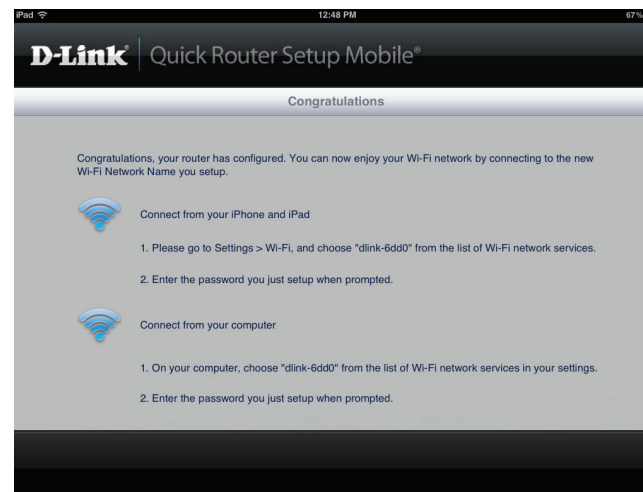 iPad 12:48 PM 67%
D-Link® Quick Router Setup Mobile®
Congratulations
Congratulations, your router has configured. You can now enjoy your Wi-Fi network by connecting to the new
Wi-Fi Network Name you setup.
Connect from your iPhone and iPad
1. Please go to Settings > Wi-Fi, and choose "dlink-6dd0" from the list of Wi-Fi network services.
2. Enter the password you just setup when prompted.
Connect from your computer
1. On your computer, choose "dlink-6dd0" from the list of Wi-Fi network services in your settings.
2. Enter the password you just setup when prompted.